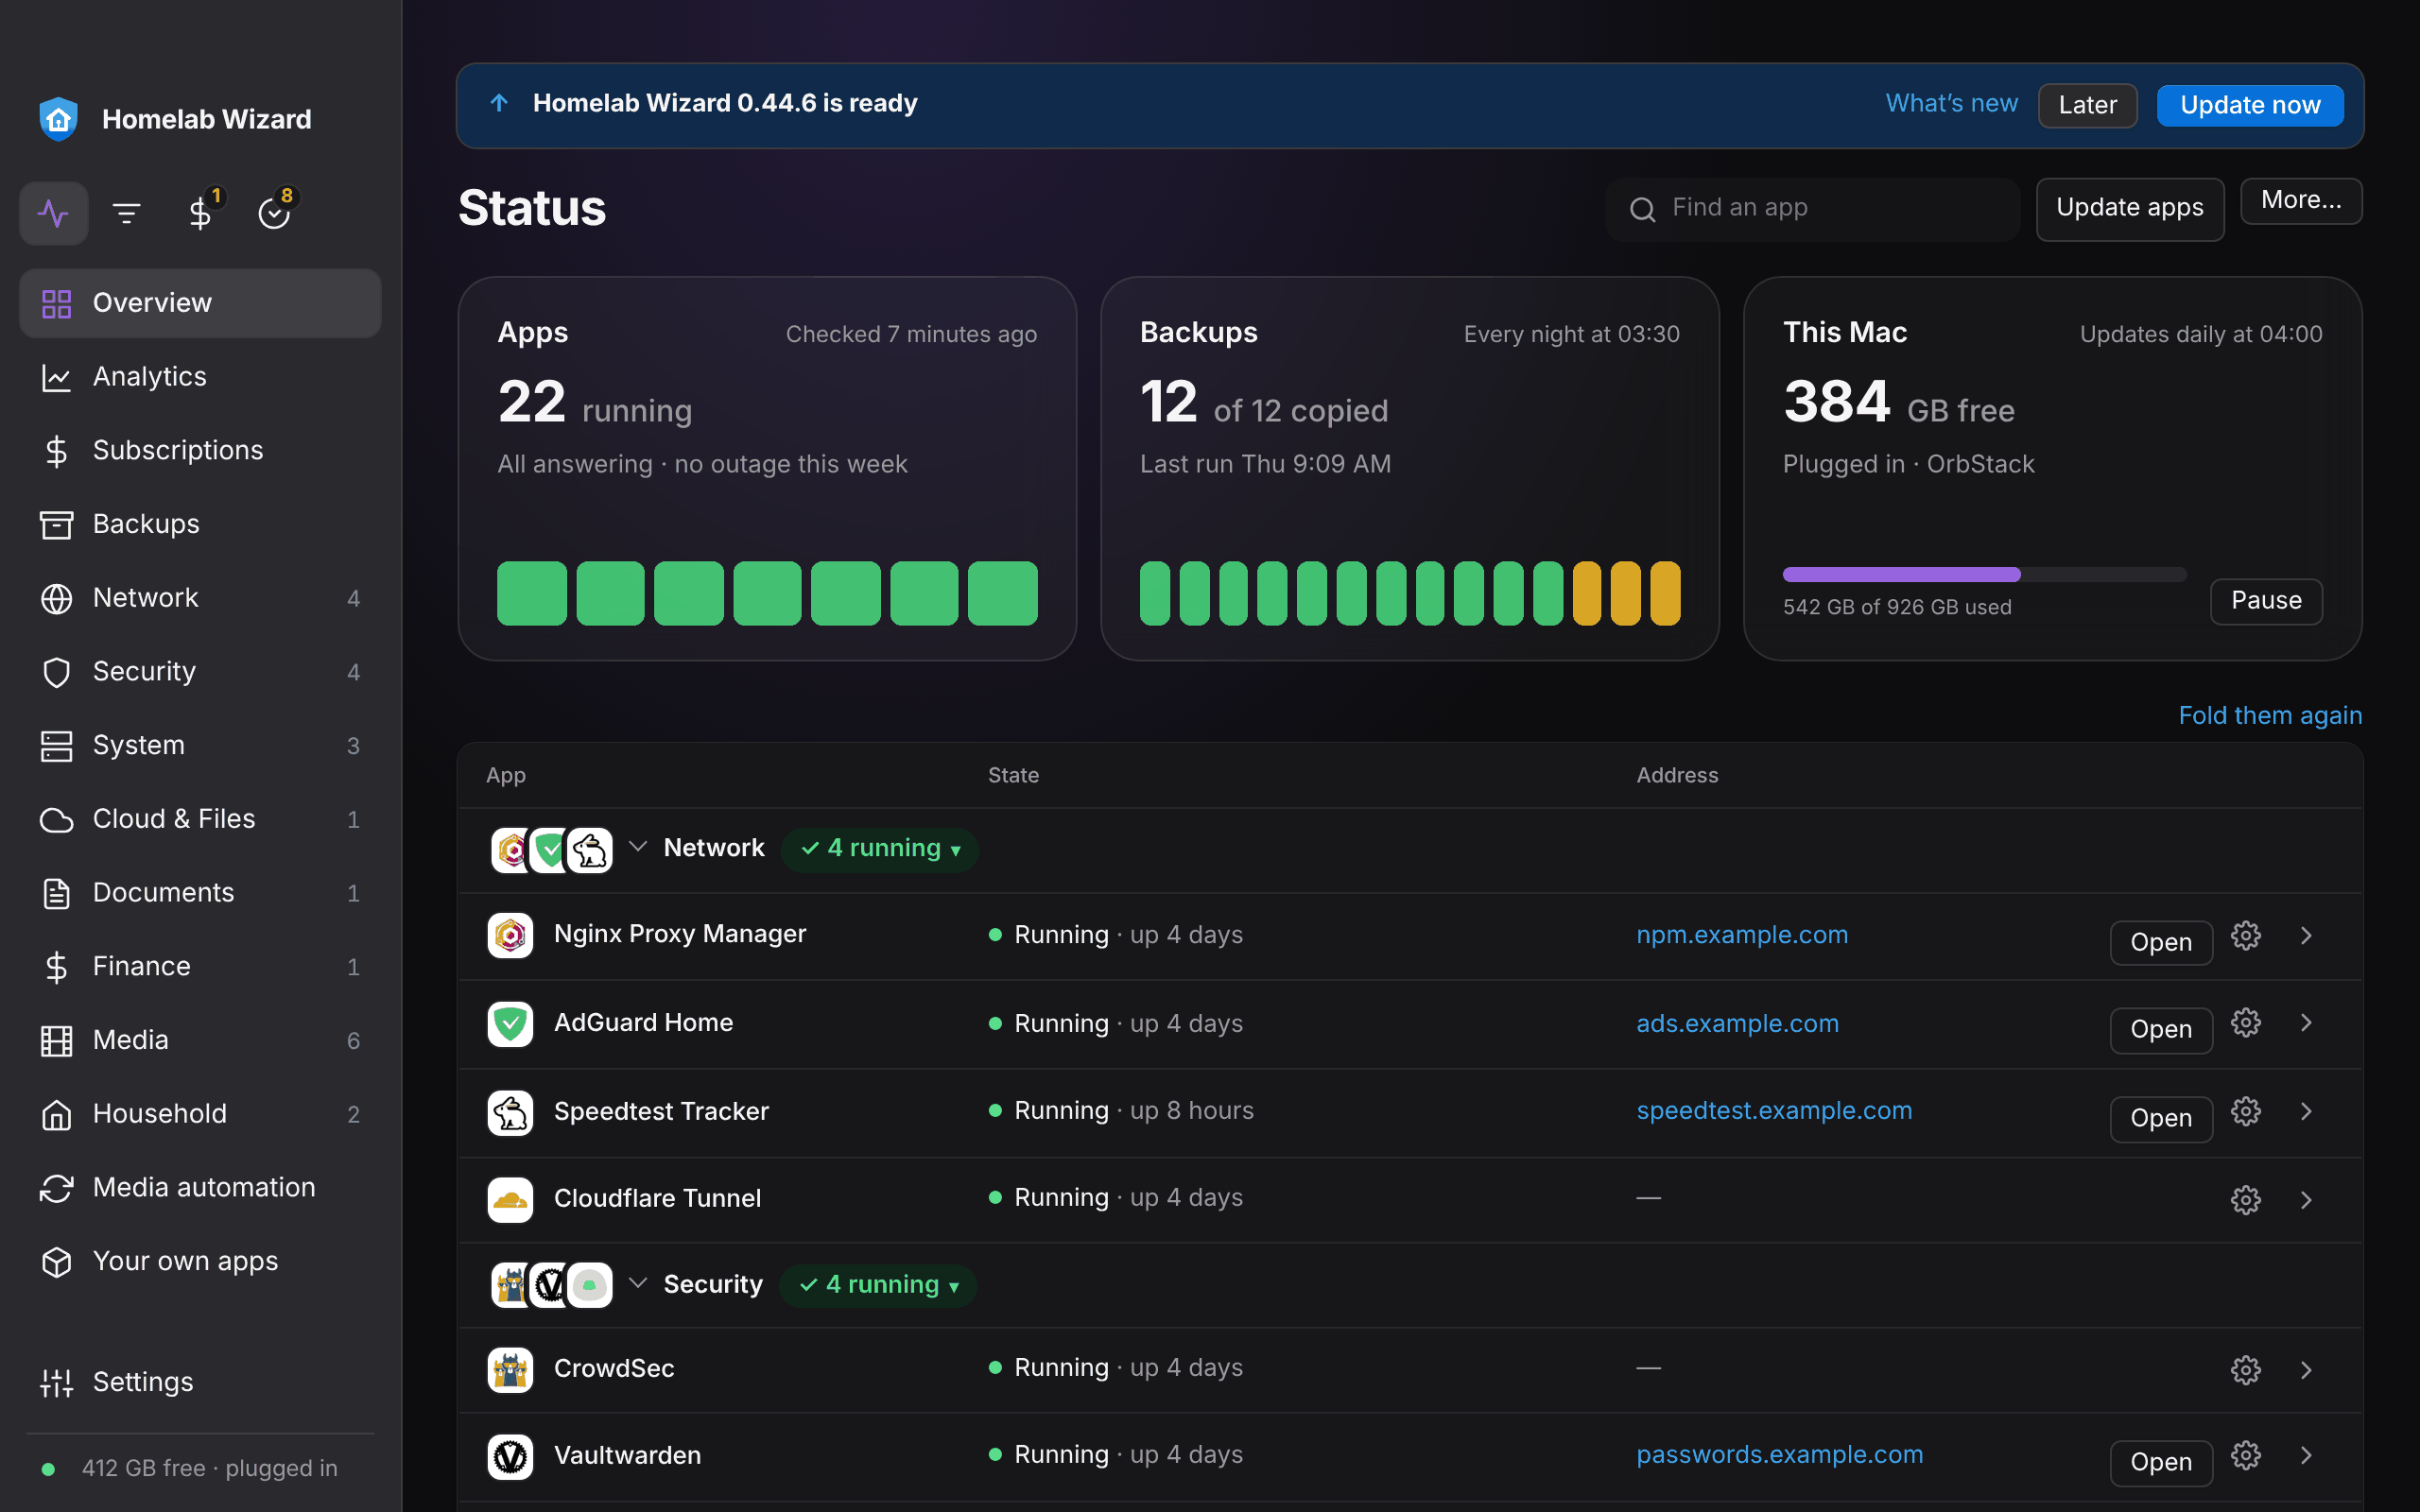 Homelab Wizard
1
8
Overview
Analytics
Subscriptions
Backups
Network 4
Security 4
System 3
Cloud & Files 1
Documents 1
Finance 1
Media 6
Household 2
Media automation
Your own apps
Settings
412 GB free · plugged in
Homelab Wizard 0.44.6 is ready
What's new
Later
Update now
Status
Find an app
Update apps
More...
Apps
Checked 7 minutes ago
22 running
All answering · no outage this week
Backups
Every night at 03:30
12 of 12 copied
Last run Thu 9:09 AM
This Mac
Updates daily at 04:00
384 GB free
Plugged in · OrbStack
542 GB of 926 GB used
Pause
Fold them again
App State Address
Network ✓ 4 running ▾
Nginx Proxy Manager Running · up 4 days npm.example.com Open
AdGuard Home Running · up 4 days ads.example.com Open
Speedtest Tracker Running · up 8 hours speedtest.example.com Open
Cloudflare Tunnel Running · up 4 days —
Security ✓ 4 running ▾
CrowdSec Running · up 4 days —
Vaultwarden Running · up 4 days passwords.example.com Open